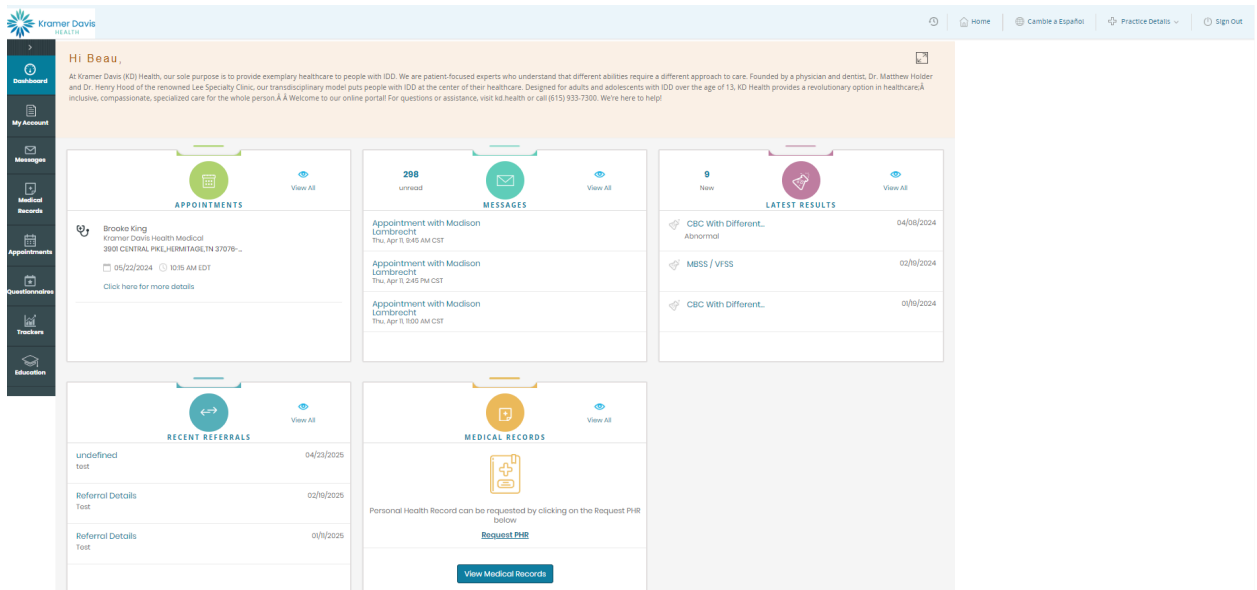 Kramer Davis
HEALTH
Home
Cambie a Español
Practice Details
Sign Out
Dashboard
My Account
Messages
Medical
Records
Appointments
Questionnaires
Trackers
Education
Hi Beau,
At Kramer Davis (KD) Health, our sole purpose is to provide exemplary healthcare to people with IDD. We are patient-focused experts who understand that different abilities require a different approach to care. Founded by a physician and dentist, Dr. Matthew Holder
and Dr. Henry Hood of the renowned Lee Specialty Clinic, our transdisciplinary model puts people with IDD at the center of their healthcare. Designed for adults and adolescents with IDD over the age of 13, KD Health provides a revolutionary option in healthcare;Â
inclusive, compassionate, specialized care for the whole person.Â Â Welcome to our online portal! For questions or assistance, visit kd.health or call (615) 933-7300. We're here to help!
View All
APPOINTMENTS
Brooke King
Kramer Davis Health Medical
3901 CENTRAL PIKE,HERMITAGE,TN 37076-...
05/22/2024 10:15 AM EDT
Click here for more details
298
unread
View All
MESSAGES
Appointment with Madison
Lambrecht
Thu, Apr 11, 9:45 AM CST
Appointment with Madison
Lambrecht
Thu, Apr 11, 2:45 PM CST
Appointment with Madison
Lambrecht
Thu, Apr 11, 11:00 AM CST
9
New
View All
LATEST RESULTS
CBC With Different... 04/08/2024
Abnormal
MBSS / VFSS 02/19/2024
CBC With Different... 01/19/2024
View All
RECENT REFERRALS
undefined 04/23/2025
test
Referral Details 02/19/2025
Test
Referral Details 01/11/2025
Test
View All
MEDICAL RECORDS
Personal Health Record can be requested by clicking on the Request PHR
below
Request PHR
View Medical Records